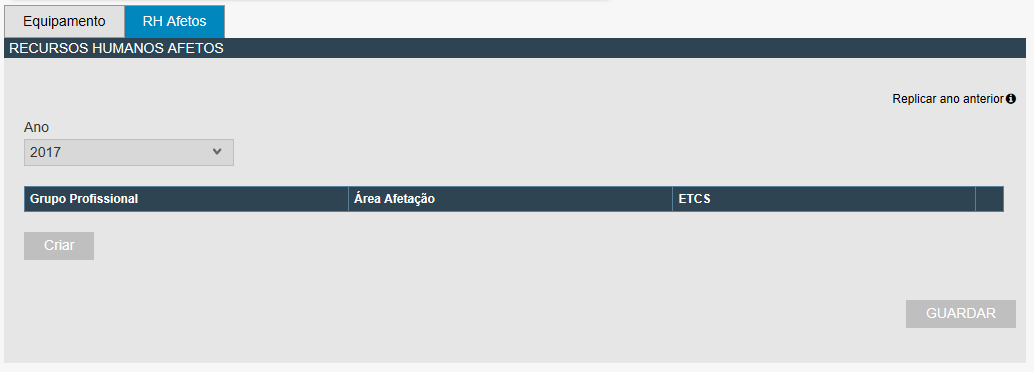 Equipamento
RH Afetos
RECURSOS HUMANOS AFETOS
Replicar ano anterior
Ano
2017
Grupo Profissional
Área Afetação
ETCS
Criar
GUARDAR